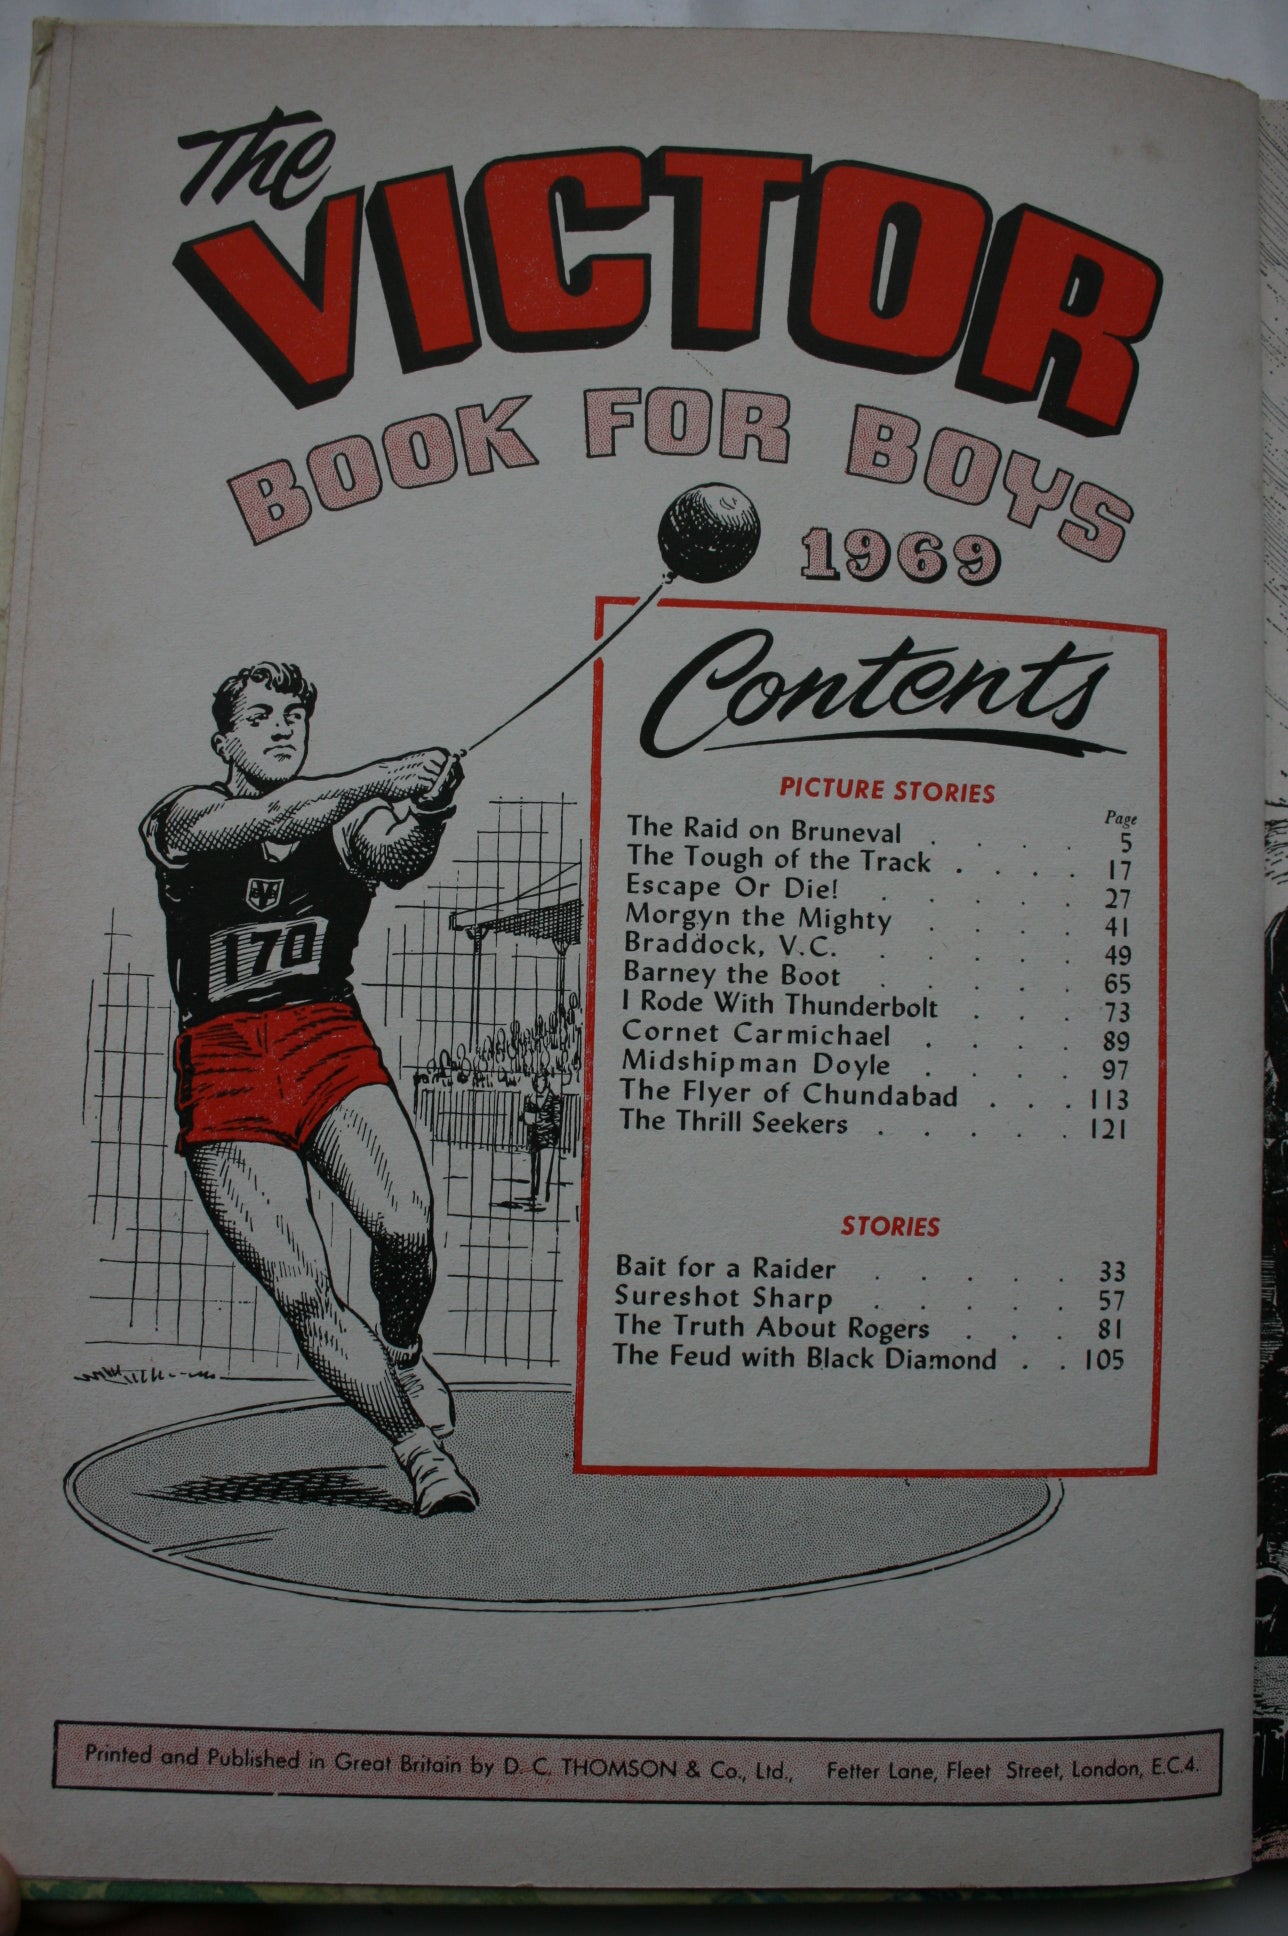 The
VICTOR
BOOK FOR BOYS
1969
Contents
PICTURE STORIES
Page
The Raid on Bruneval . . . . 5
The Tough of the Track . . . . 17
Escape Or Die! . . . . . 27
Morgyn the Mighty . . . . 41
Braddock, V.C. . . . . . 49
Barney the Boot . . . . . 65
I Rode With Thunderbolt . . . 73
Cornet Carmichael . . . . 89
Midshipman Doyle . . . . 97
The Flyer of Chundabad . . . 113
The Thrill Seekers . . . . . 121
STORIES
Bait for a Raider . . . . . 33
Sureshot Sharp . . . . . 57
The Truth About Rogers . . . 81
The Feud with Black Diamond . . 105
170
Printed and Published in Great Britain by D. C. THOMSON & Co., Ltd., Fetter Lane, Fleet Street, London, E.C.4.